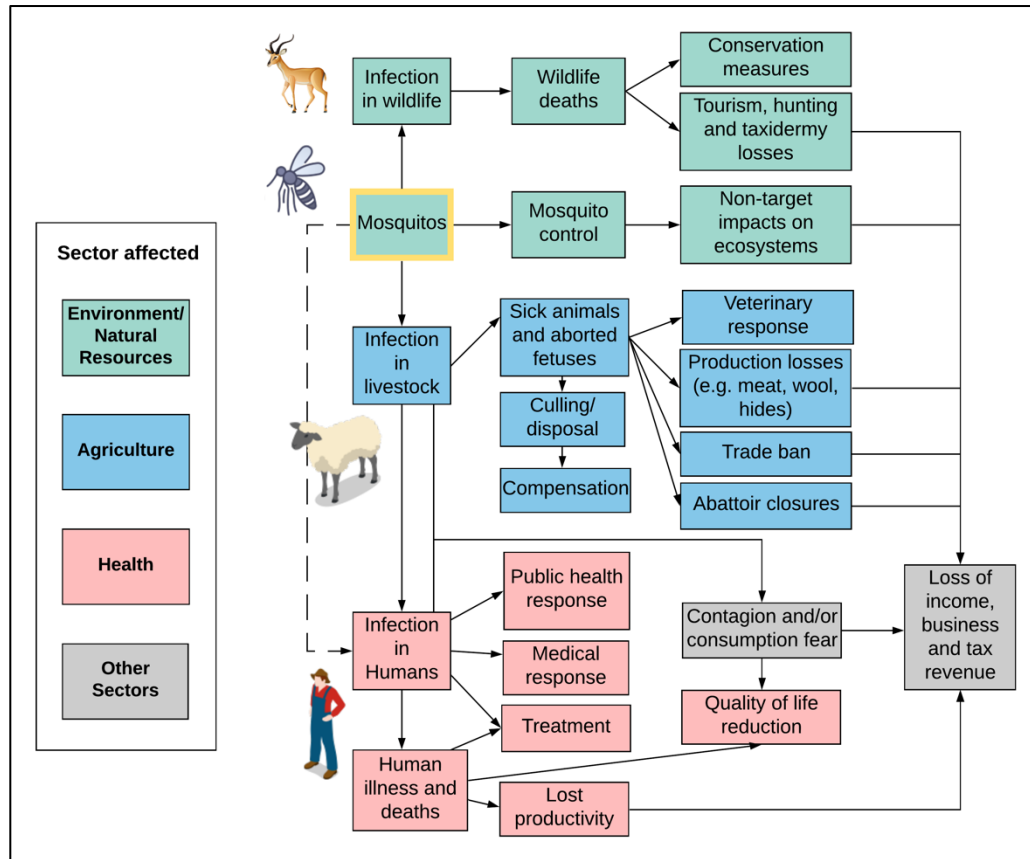 Infection
in wildlife
Wildlife
deaths
Conservation
measures
Tourism, hunting
and taxidermy
losses
Mosquitos
Mosquito
control
Non-target
impacts on
ecosystems
Sector affected
Environment/
Natural
Resources
Agriculture
Health
Other
Sectors
Infection
in
livestock
Sick animals
and aborted
fetuses
Culling/
disposal
Compensation
Veterinary
response
Production losses
(e.g. meat, wool,
hides)
Trade ban
Abattoir closures
Infection
in
Humans
Public health
response
Medical
response
Treatment
Contagion and/or
consumption fear
Quality of life
reduction
Loss of
income,
business
and tax
revenue
Human
illness and
deaths
Lost
productivity